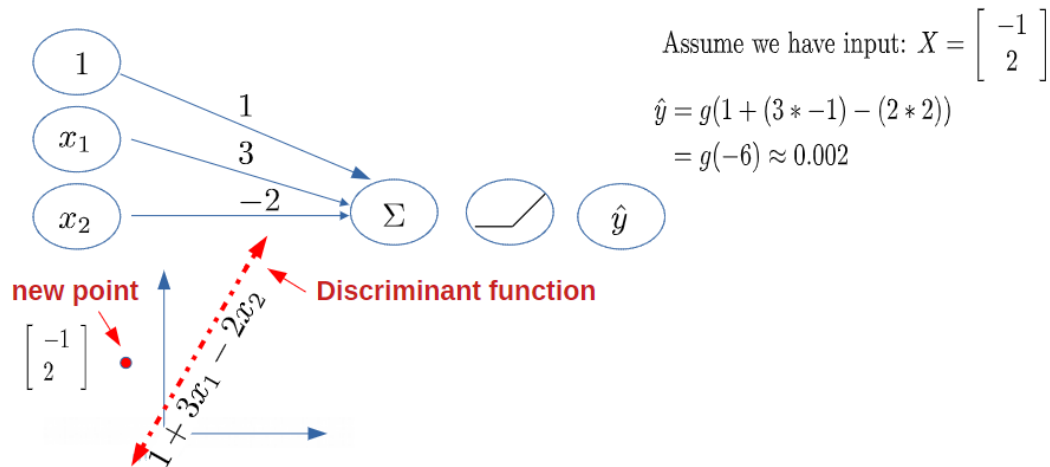 1
x₁
x₂
1
3
−2
Σ
ŷ
Assume we have input: X = [ −1
2 ]
ŷ = g(1 + (3 * −1) − (2 * 2))
= g(−6) ≈ 0.002
new point
[ −1
2 ]
Discriminant function
1 + 3x₁ − 2x₂